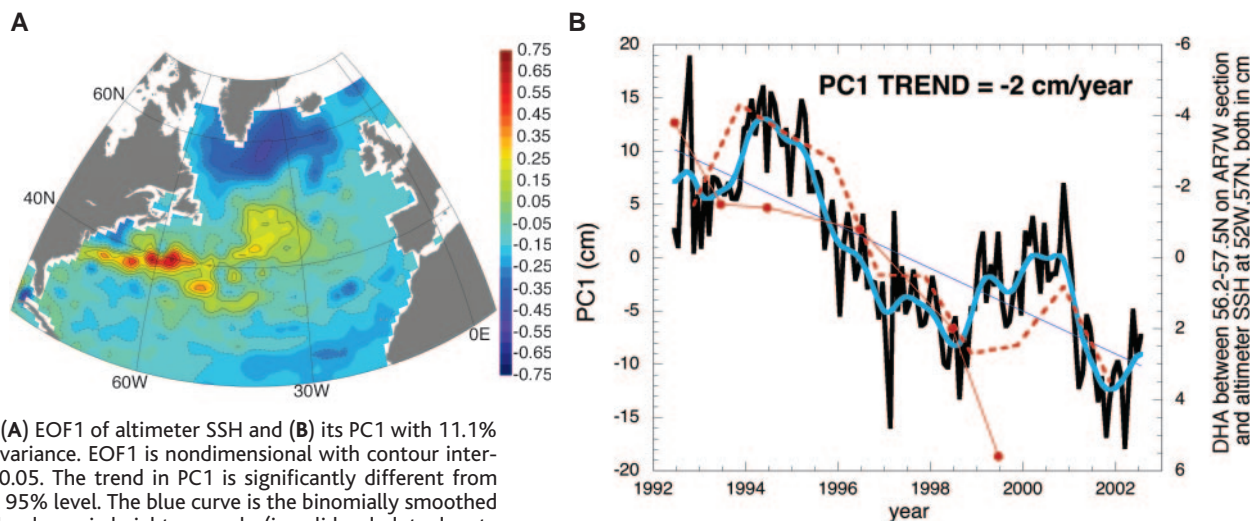 A
60N
40N
60W
30W
0E
0.75
0.65
0.55
0.45
0.35
0.25
0.15
0.05
-0.05
-0.15
-0.25
-0.35
-0.45
-0.55
-0.65
-0.75
(A) EOF1 of altimeter SSH and (B) its PC1 with 11.1%
variance. EOF1 is nondimensional with contour inter-
0.05. The trend in PC1 is significantly different from
95% level. The blue curve is the binomially smoothed
B
PC1 TREND = -2 cm/year
PC1 (cm)
20
15
10
5
0
-5
-10
-15
-20
1992
1994
1996
1998
2000
2002
year
-6
-4
-2
0
2
4
6
DHA between 56.2-57.5N on AR7W section
and altimeter SSH at 52W,57N, both in cm